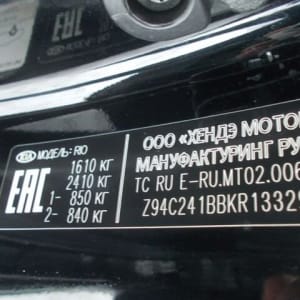 KIA МОДЕЛЬ: RIO
EAC
1610 КГ
2410 КГ
1- 850 КГ
2- 840 КГ
ООО «ХЕНДЭ МОТОР
МАНУФАКТУРИНГ РУ
ТС RU E-RU.MT02.006
Z94C241BBKR13329